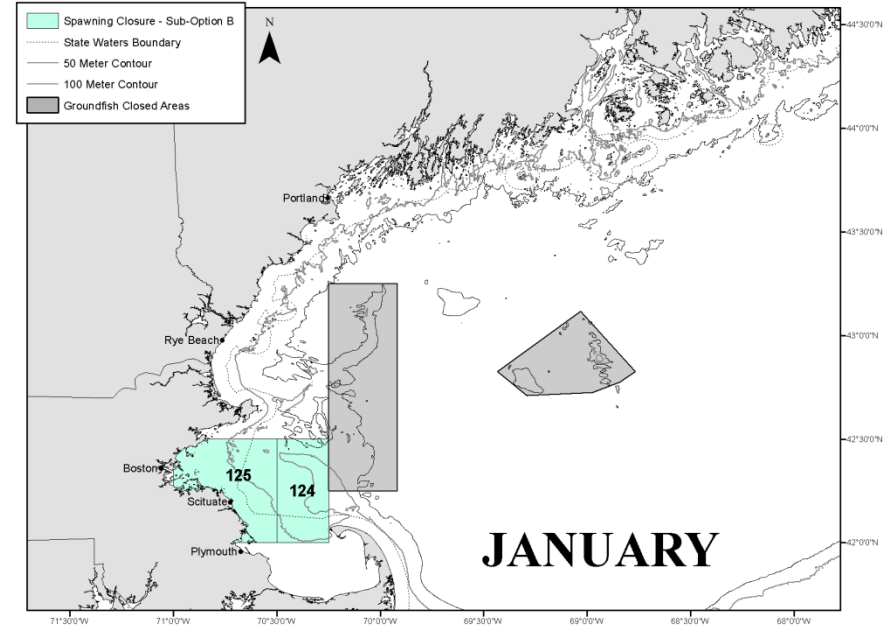 Spawning Closure - Sub-Option B
State Waters Boundary
50 Meter Contour
100 Meter Contour
Groundfish Closed Areas
N
44°30'0"N
44°0'0"N
Portland
43°30'0"N
Rye Beach
43°0'0"N
42°30'0"N
Boston
125
124
Scituate
Plymouth
JANUARY
42°0'0"N
71°30'0"W
71°0'0"W
70°30'0"W
70°0'0"W
69°30'0"W
69°0'0"W
68°30'0"W
68°0'0"W